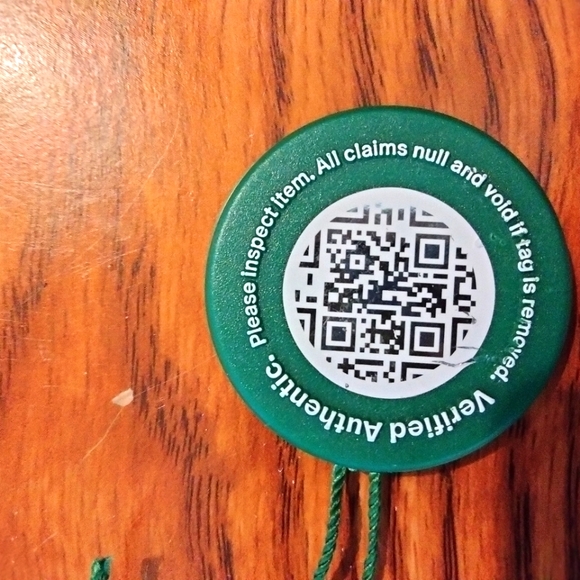 Please inspect item. All claims null and void if tag is removed.
Verified Authentic.